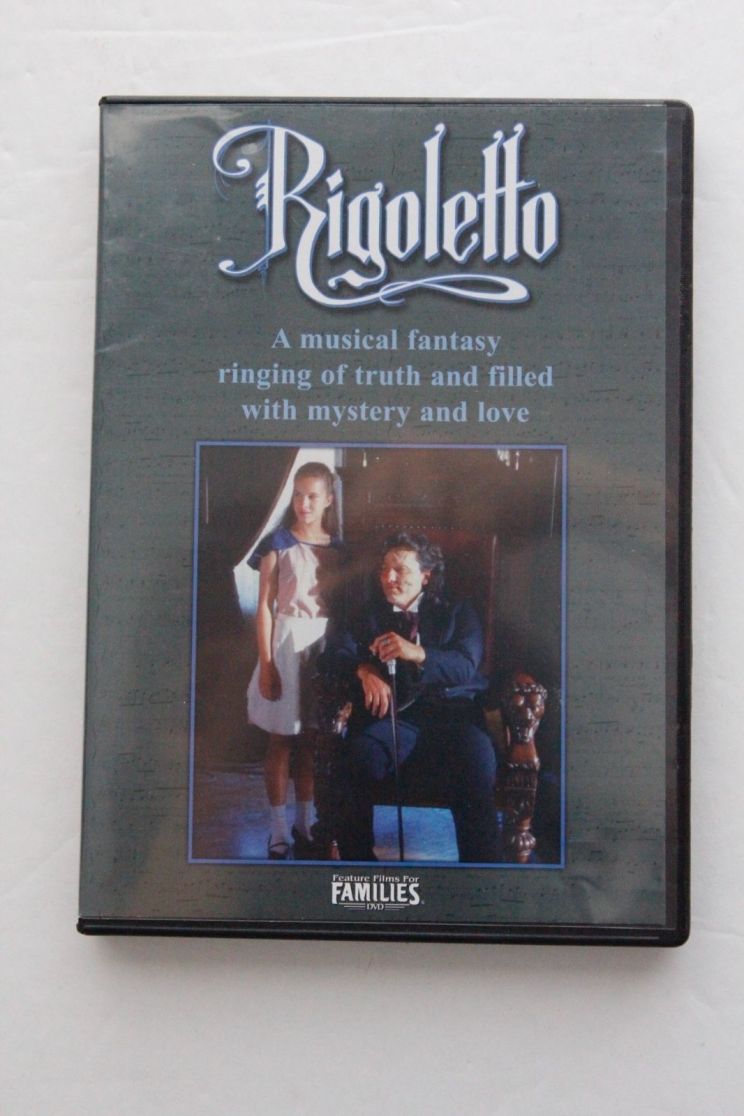 Rigoletto
A musical fantasy
ringing of truth and filled
with mystery and love
Feature Films For
FAMILIES
DVD